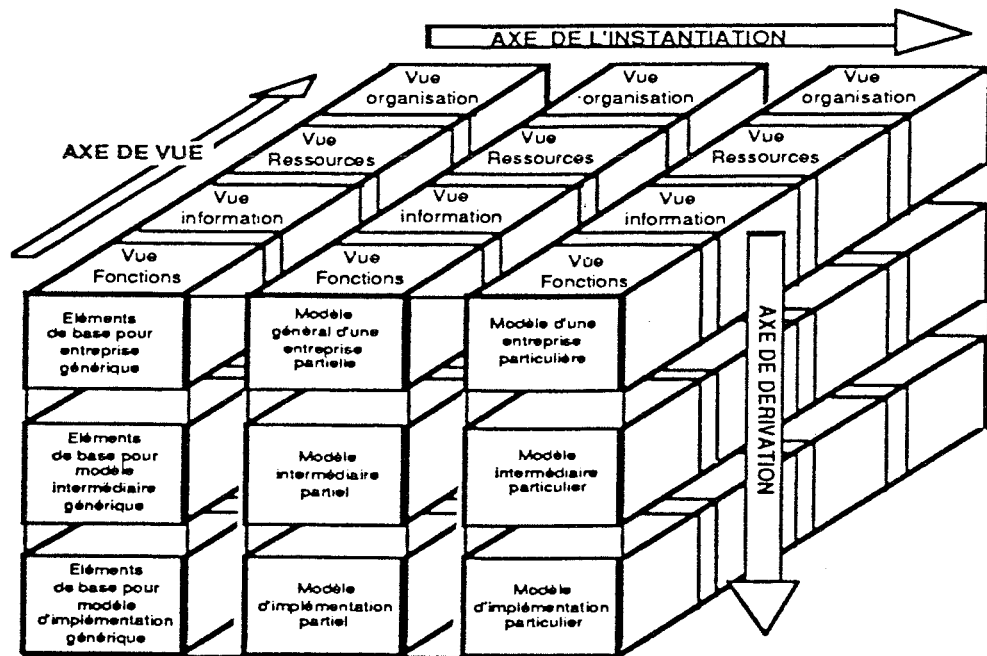 AXE DE L'INSTANTIATION
AXE DE VUE
Vue
organisation
Vue
organisation
Vue
organisation
Vue
Ressources
Vue
Ressources
Vue
Ressources
Vue
information
Vue
information
Vue
information
Vue
Fonctions
Vue
Fonctions
Vue
Fonctions
Eléments
de base pour
entreprise
générique
Modèle
général d'une
entreprise
partielle
Modèle d'une
entreprise
particulière
Eléments
de base pour
modèle
intermédiaire
générique
Modèle
intermédiaire
partiel
Modèle
intermédiaire
particulier
Eléments
de base pour
modèle
d'implémentation
générique
Modèle
d'implémentation
partiel
Modèle
d'implémentation
particulier
AXE DE DERIVATION